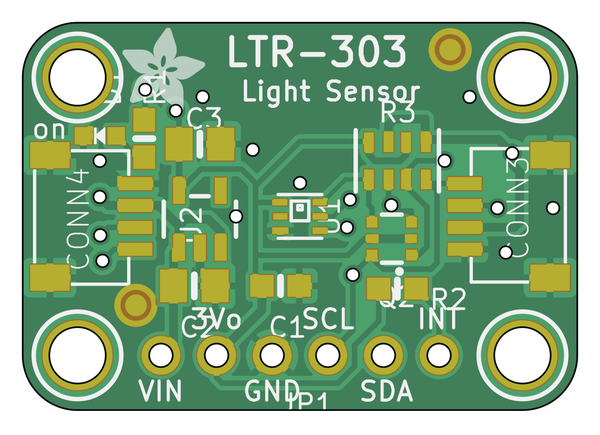 LTR-303
Light Sensor
on
R1
C3
R3
CONN4
CONN3
U2
U1
Q2
R2
C2
3Vo
C1
SCL
INT
VIN
GND
SDA
JP1